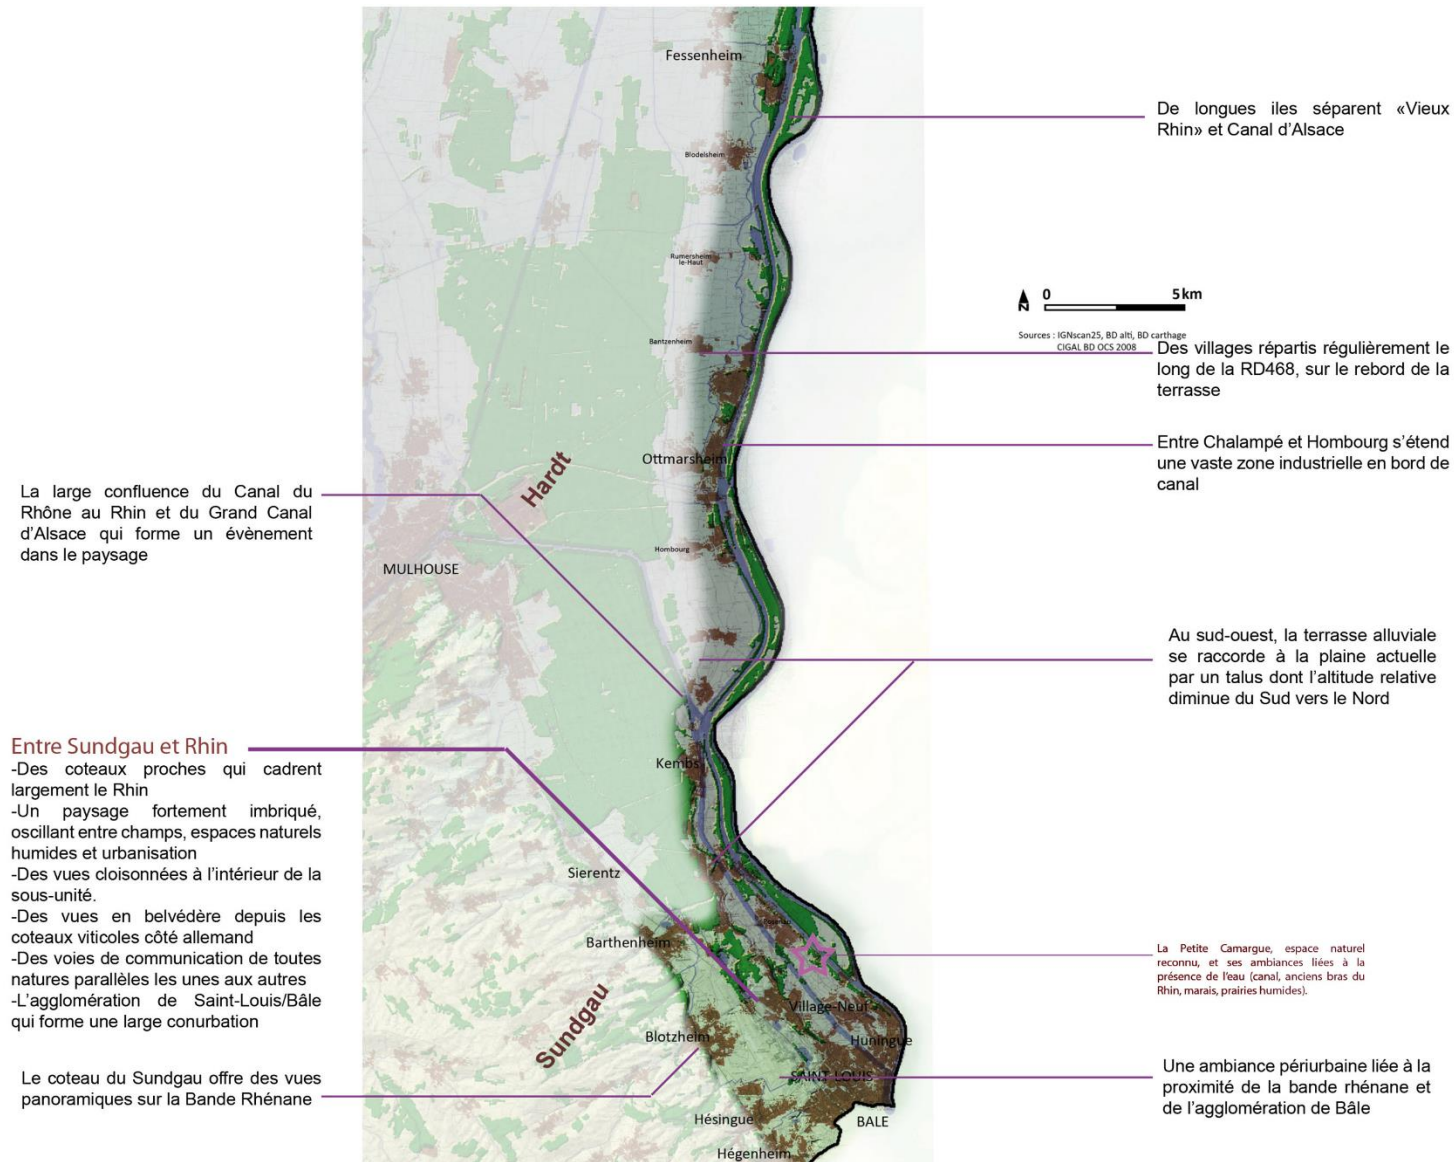 Fessenheim
De longues iles séparent «Vieux
Rhin» et Canal d’Alsace
Blodelsheim
Rumersheim
le-Haut
N
0 5 km
Sources : IGNscan25, BD alti, BD carthage
CIGAL BD OCS 2008
Bantzenheim
Des villages répartis régulièrement le
long de la RD468, sur le rebord de la
terrasse
Entre Chalampé et Hombourg s’étend
une vaste zone industrielle en bord de
canal
Ottmarsheim
Hardt
La large confluence du Canal du
Rhône au Rhin et du Grand Canal
d’Alsace qui forme un évènement
dans le paysage
Hombourg
MULHOUSE
Au sud-ouest, la terrasse alluviale
se raccorde à la plaine actuelle
par un talus dont l’altitude relative
diminue du Sud vers le Nord
Entre Sundgau et Rhin
-Des coteaux proches qui cadrent
largement le Rhin
-Un paysage fortement imbriqué,
oscillant entre champs, espaces naturels
humides et urbanisation
-Des vues cloisonnées à l’intérieur de la
sous-unité.
-Des vues en belvédère depuis les
coteaux viticoles côté allemand
-Des voies de communication de toutes
natures parallèles les unes aux autres
-L’agglomération de Saint-Louis/Bâle
qui forme une large conurbation
Kembs
Sierentz
Rosenau
Barthenheim
La Petite Camargue, espace naturel
reconnu, et ses ambiances liées à la
présence de l’eau (canal, anciens bras du
Rhin, marais, prairies humides).
Village-Neuf
Sundgau
Blotzheim
Huningue
SAINT-LOUIS
Le coteau du Sundgau offre des vues
panoramiques sur la Bande Rhénane
Une ambiance périurbaine liée à la
proximité de la bande rhénane et
de l’agglomération de Bâle
Hésingue
BALE
Hégenheim